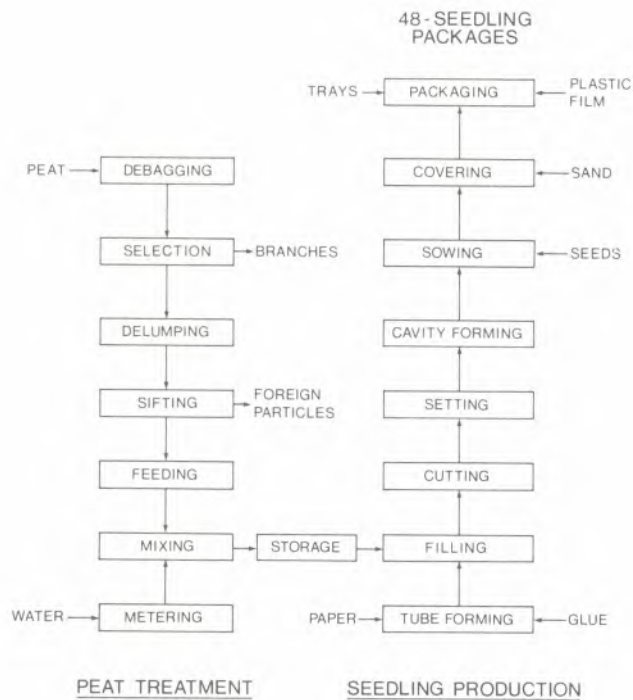 48-SEEDLING
PACKAGES
TRAYS
PACKAGING
PLASTIC
FILM
PEAT
DEBAGGING
COVERING
SAND
SELECTION
BRANCHES
SOWING
SEEDS
DELUMPING
CAVITY FORMING
SIFTING
FOREIGN
PARTICLES
SETTING
FEEDING
CUTTING
MIXING
STORAGE
FILLING
WATER
METERING
PAPER
TUBE FORMING
GLUE
PEAT TREATMENT
SEEDLING PRODUCTION